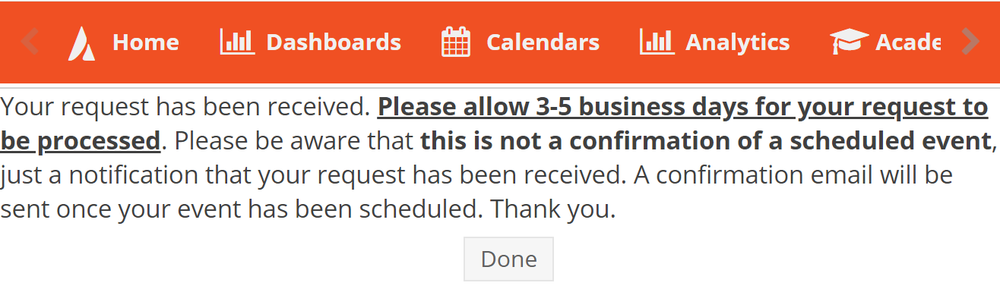 Home Dashboards Calendars Analytics Acade
Your request has been received. Please allow 3-5 business days for your request to
be processed. Please be aware that this is not a confirmation of a scheduled event,
just a notification that your request has been received. A confirmation email will be
sent once your event has been scheduled. Thank you.
Done